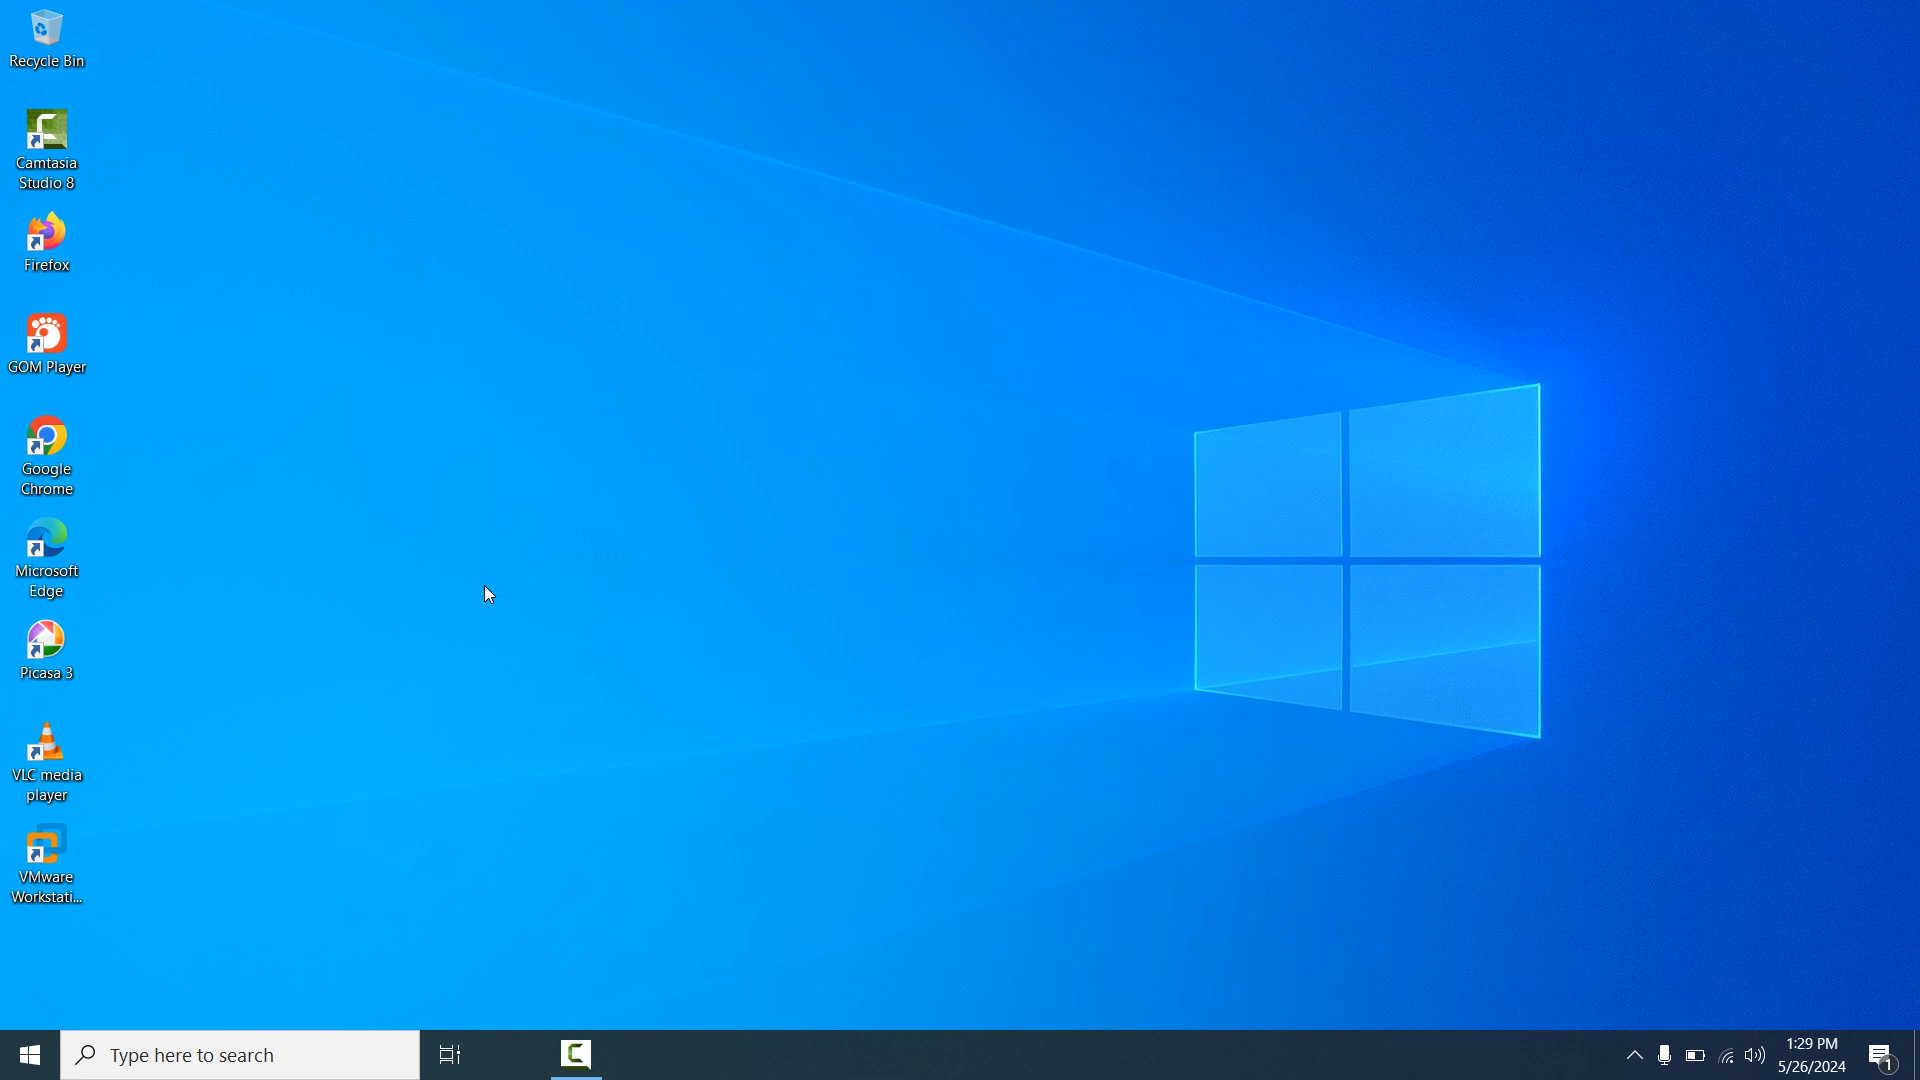 Recycle Bin
Camtasia
Studio 8
Firefox
GOM Player
Google
Chrome
Microsoft
Edge
Picasa 3
VLC media
player
VMware
Workstati...
Type here to search
1:29 PM
5/26/2024
1